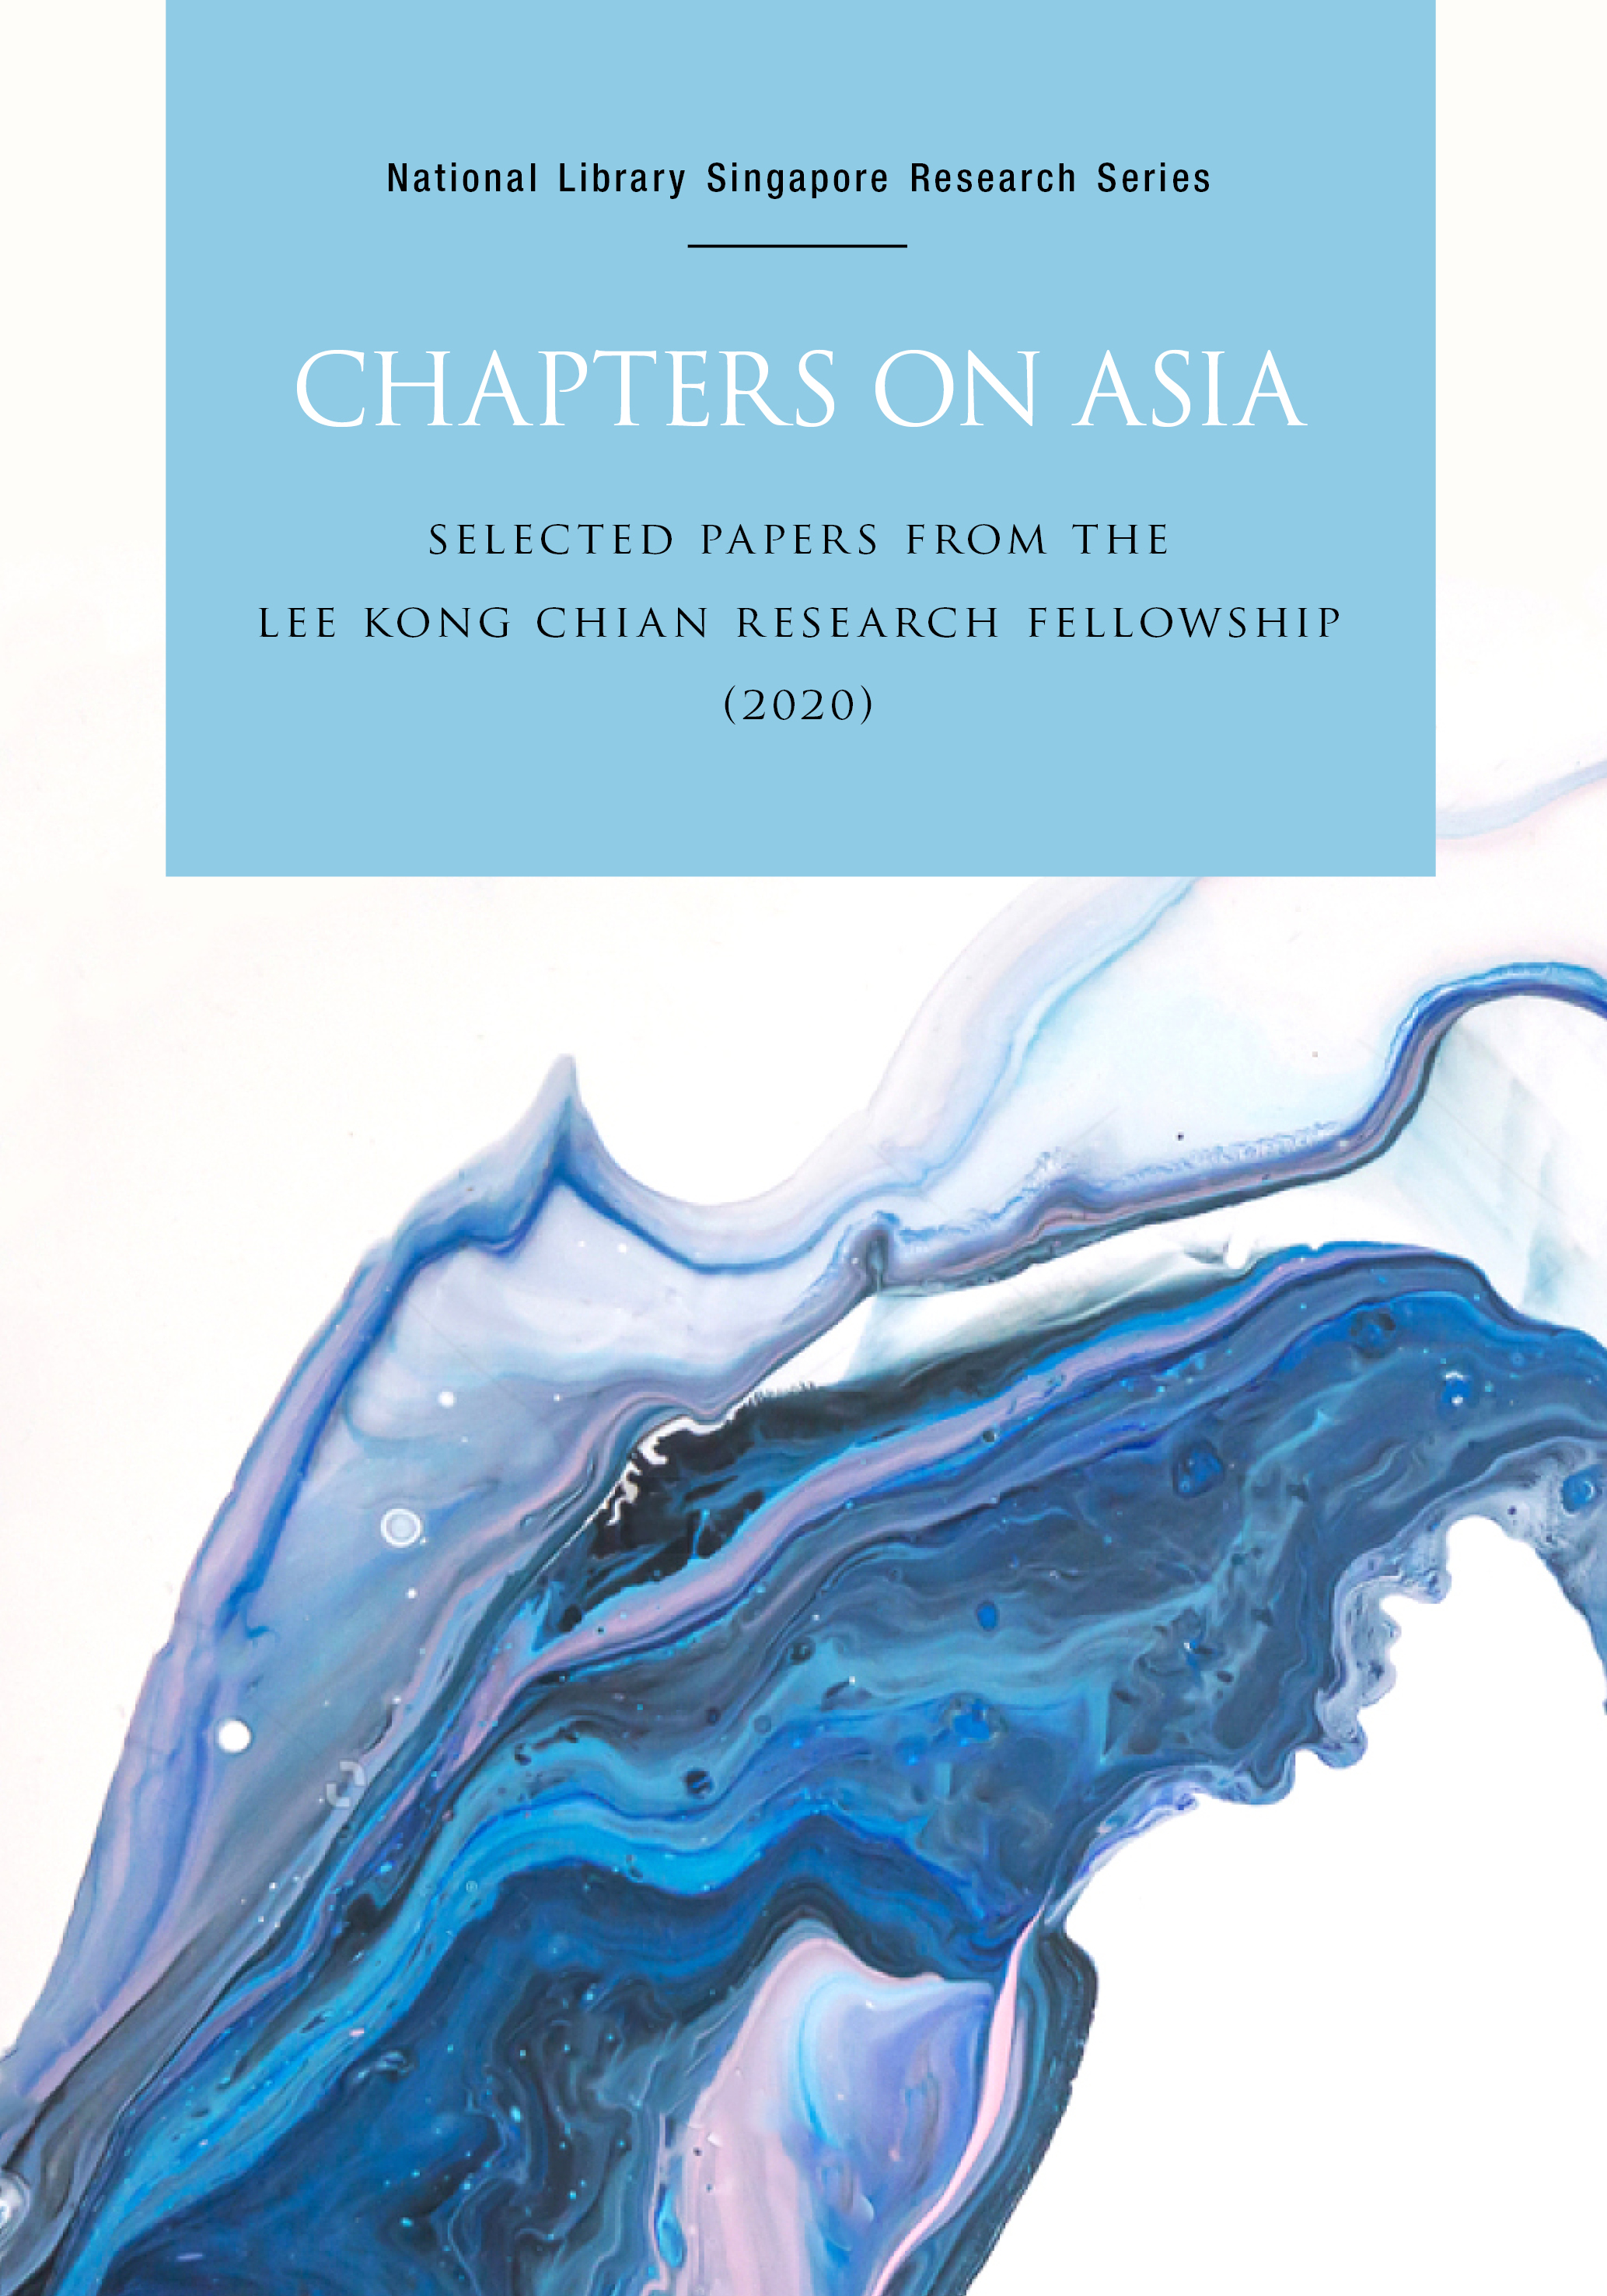 National Library Singapore Research Series
CHAPTERS ON ASIA
SELECTED PAPERS FROM THE
LEE KONG CHIAN RESEARCH FELLOWSHIP
(2020)